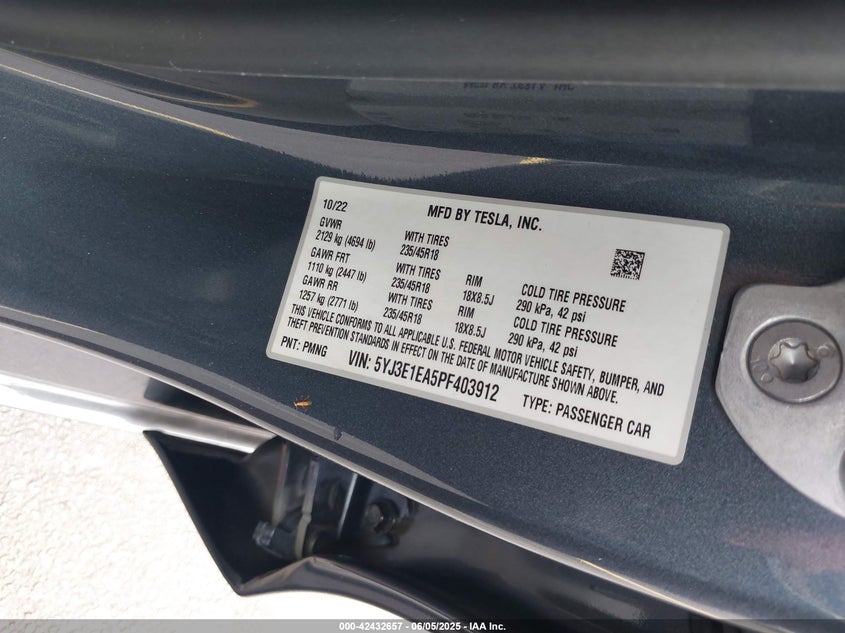 10/22
MFD BY TESLA, INC.
GVWR
2129 kg (4694 lb)
WITH TIRES
235/45R18
GAWR FRT
1110 kg (2447 lb)
WITH TIRES
235/45R18
RIM
18X8.5J
COLD TIRE PRESSURE
290 kPa, 42 psi
GAWR RR
1257 kg (2771 lb)
WITH TIRES
235/45R18
RIM
18X8.5J
COLD TIRE PRESSURE
290 kPa, 42 psi
THIS VEHICLE CONFORMS TO ALL APPLICABLE U.S. FEDERAL MOTOR VEHICLE SAFETY, BUMPER, AND
THEFT PREVENTION STANDARDS IN EFFECT ON THE DATE OF MANUFACTURE SHOWN ABOVE.
PNT: PMNG
VIN: 5YJ3E1EA5PF403912
TYPE: PASSENGER CAR
000-42432657 - 06/05/2025 - IAA Inc.